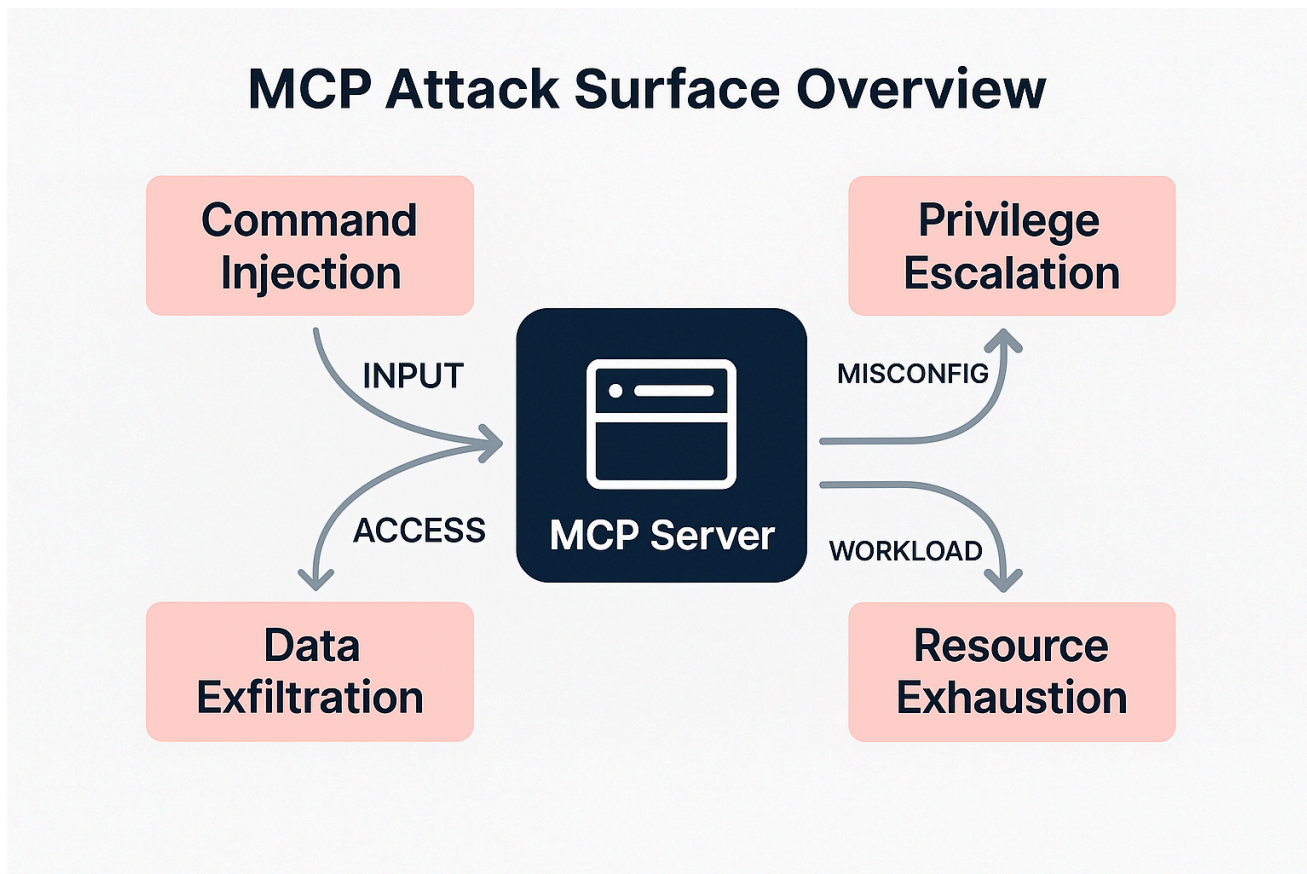 MCP Attack Surface Overview
Command
Injection
Privilege
Escalation
INPUT
MISCONFIG
ACCESS
MCP Server
WORKLOAD
Data
Exfiltration
Resource
Exhaustion